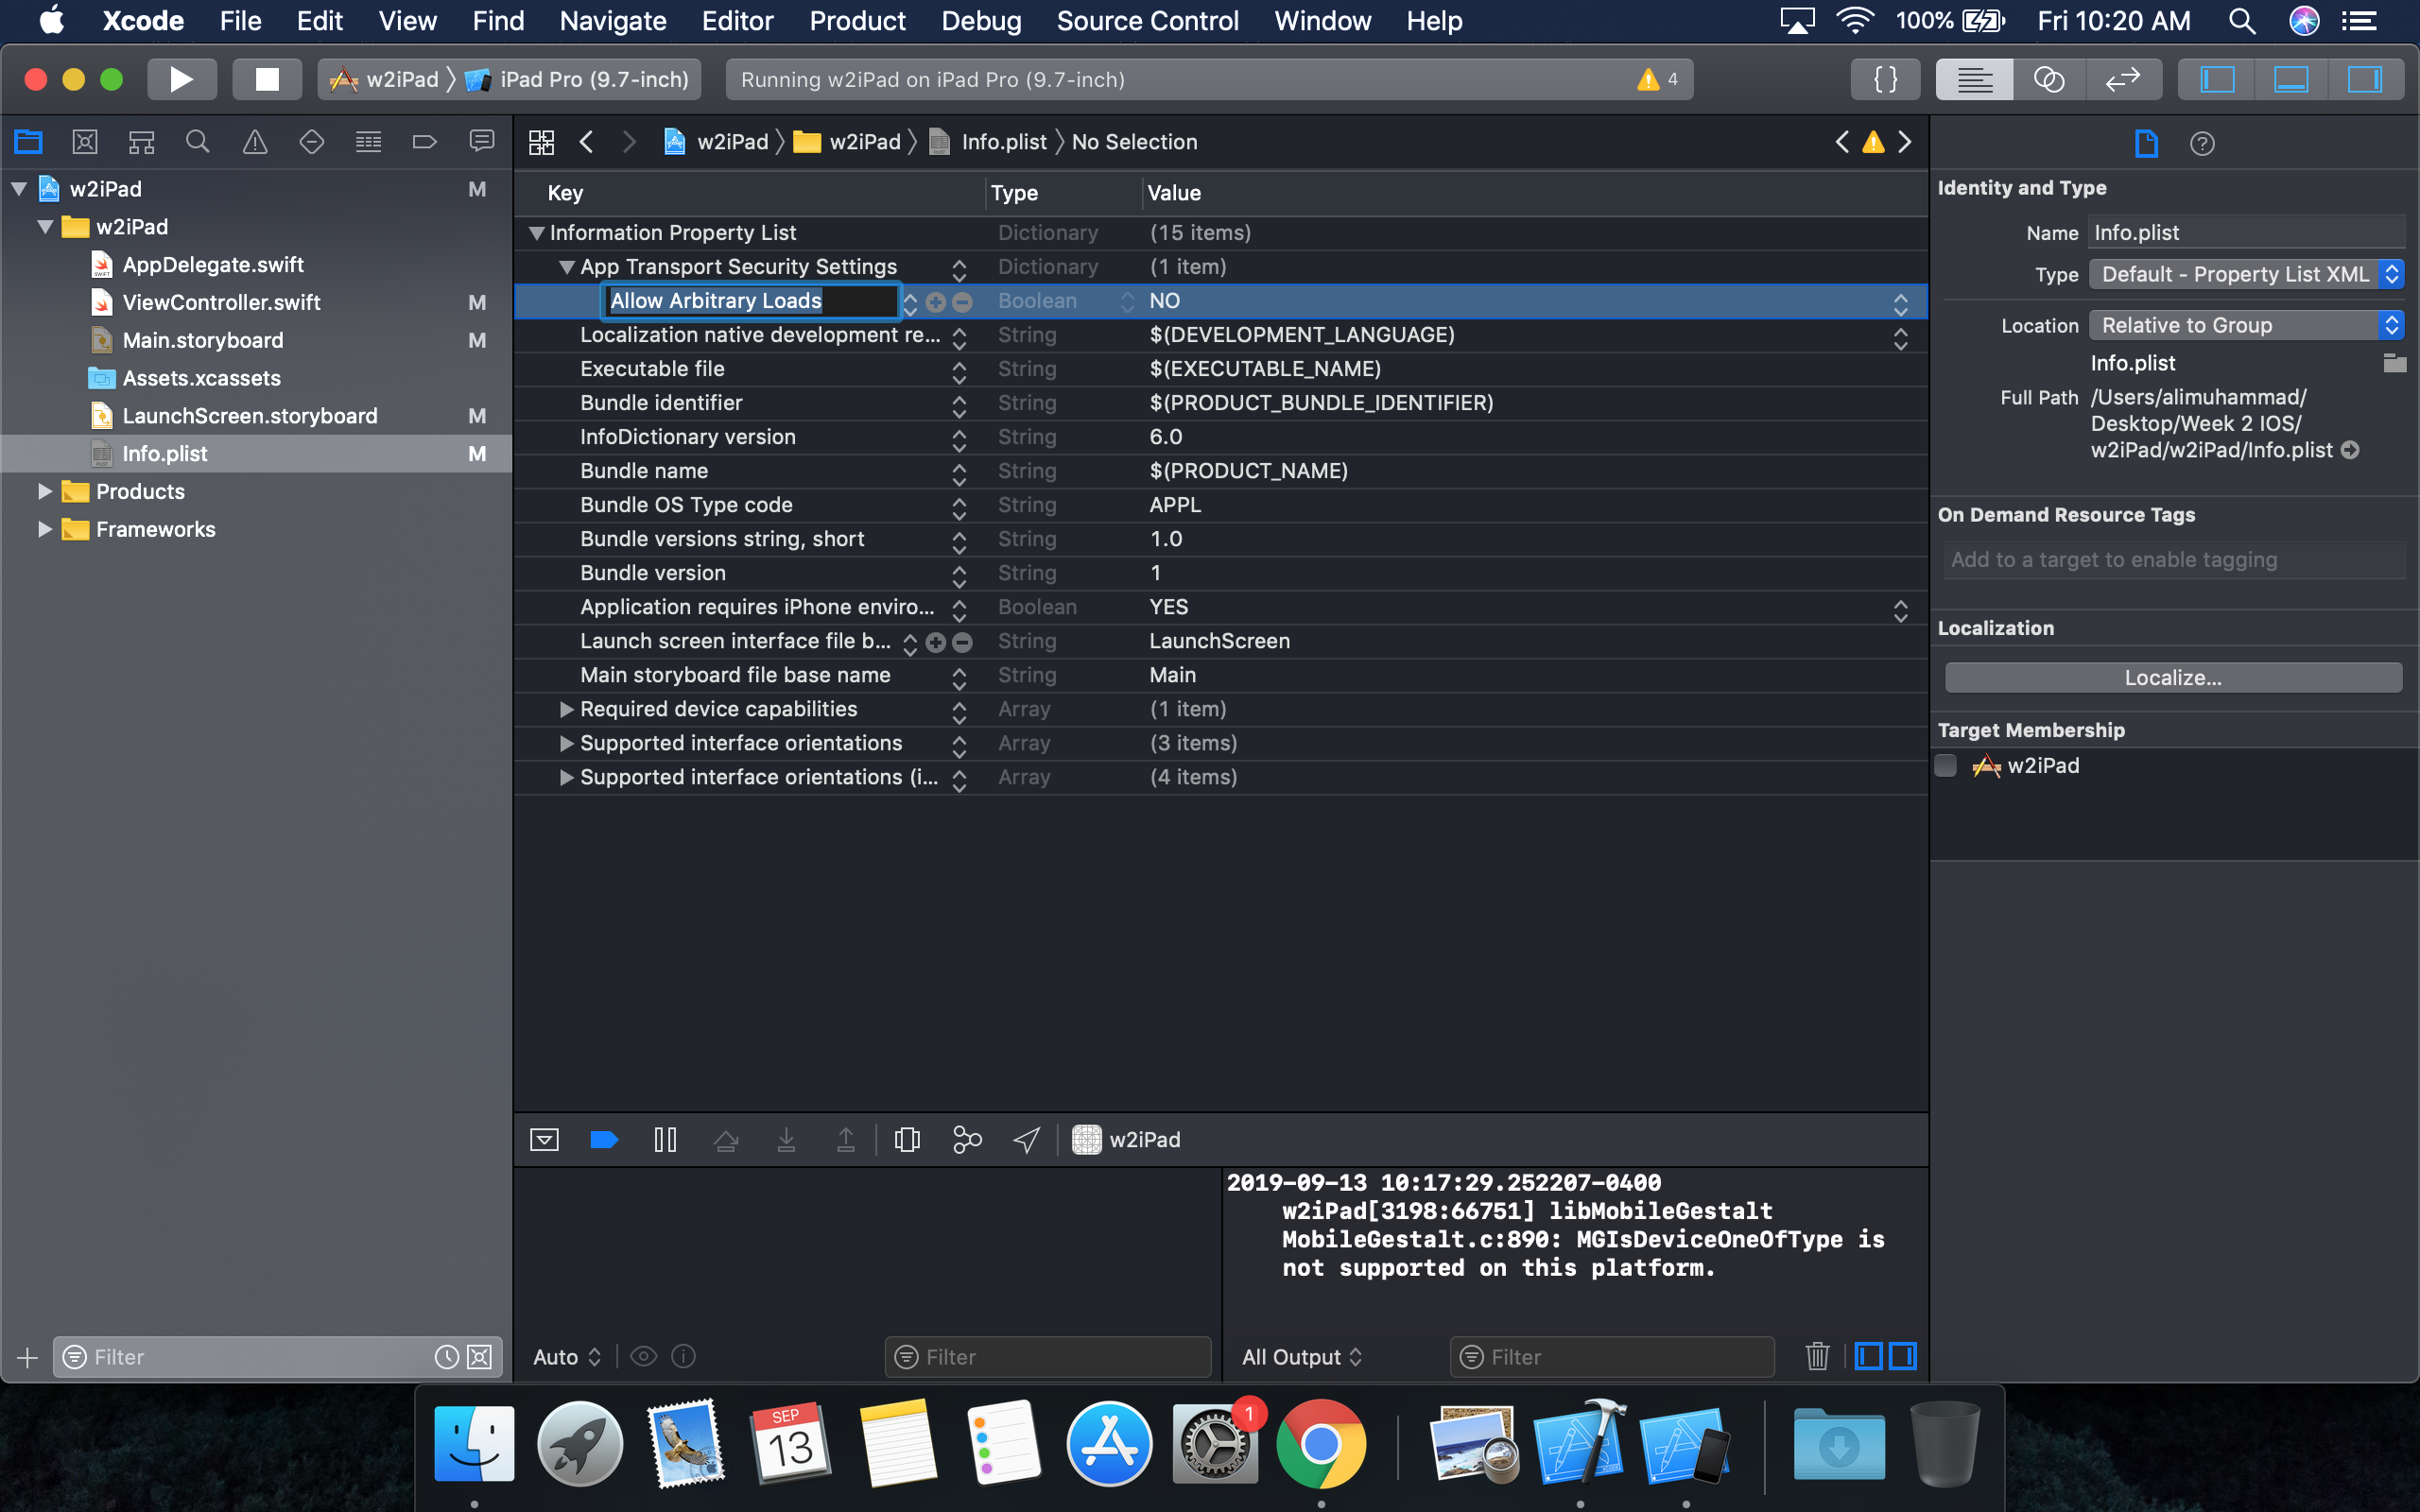 Xcode File Edit View Find Navigate Editor Product Debug Source Control Window Help 100% Fri 10:20 AM
w2iPad iPad Pro (9.7-inch) Running w2iPad on iPad Pro (9.7-inch) 4 {}
w2iPad w2iPad Info.plist No Selection
w2iPad M
w2iPad
AppDelegate.swift
ViewController.swift M
Main.storyboard M
Assets.xcassets
LaunchScreen.storyboard M
Info.plist M
Products
Frameworks
Filter
Key Type Value
Information Property List Dictionary (15 items)
App Transport Security Settings Dictionary (1 item)
Allow Arbitrary Loads Boolean NO
Localization native development re... String $(DEVELOPMENT_LANGUAGE)
Executable file String $(EXECUTABLE_NAME)
Bundle identifier String $(PRODUCT_BUNDLE_IDENTIFIER)
InfoDictionary version String 6.0
Bundle name String $(PRODUCT_NAME)
Bundle OS Type code String APPL
Bundle versions string, short String 1.0
Bundle version String 1
Application requires iPhone enviro... Boolean YES
Launch screen interface file b... String LaunchScreen
Main storyboard file base name String Main
Required device capabilities Array (1 item)
Supported interface orientations Array (3 items)
Supported interface orientations (i... Array (4 items)
w2iPad
2019-09-13 10:17:29.252207-0400
w2iPad[3198:66751] libMobileGestalt
MobileGestalt.c:890: MGIsDeviceOneOfType is
not supported on this platform.
Auto Filter All Output Filter
Identity and Type
Name Info.plist
Type Default - Property List XML
Location Relative to Group
Info.plist
Full Path /Users/alimuhammad/
Desktop/Week 2 IOS/
w2iPad/w2iPad/Info.plist
On Demand Resource Tags
Add to a target to enable tagging
Localization
Localize...
Target Membership
w2iPad
SEP
13
1